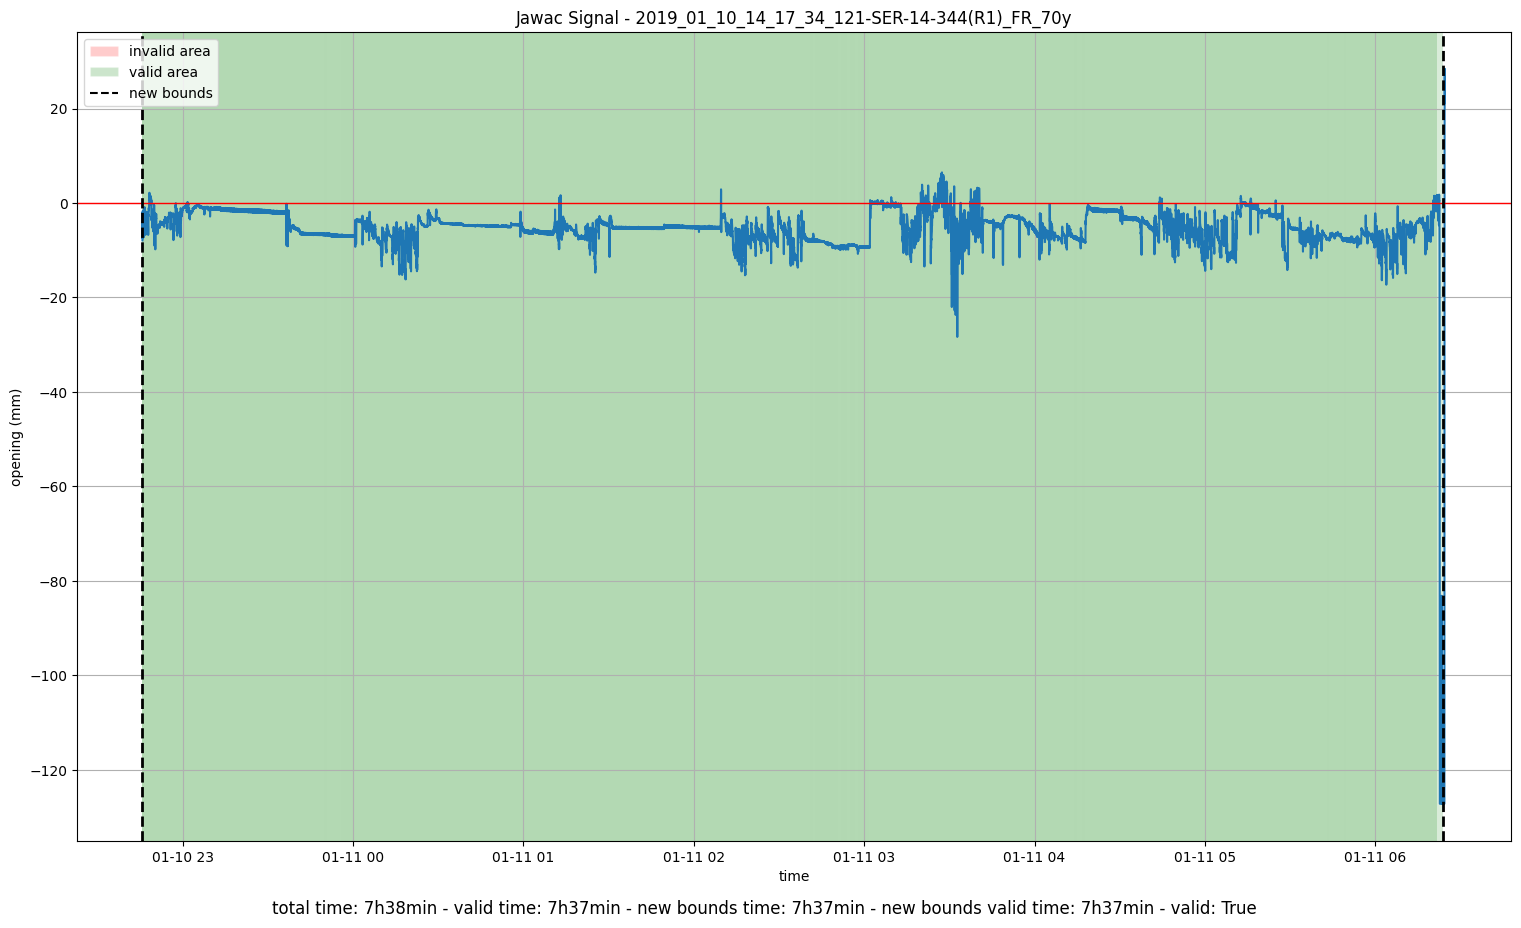 Jawac Signal - 2019_01_10_14_17_34_121-SER-14-344(R1)_FR_70y
invalid area
valid area
new bounds
opening (mm)
20
0
−20
−40
−60
−80
−100
−120
01-10 23
01-11 00
01-11 01
01-11 02
01-11 03
01-11 04
01-11 05
01-11 06
time
total time: 7h38min - valid time: 7h37min - new bounds time: 7h37min - new bounds valid time: 7h37min - valid: True